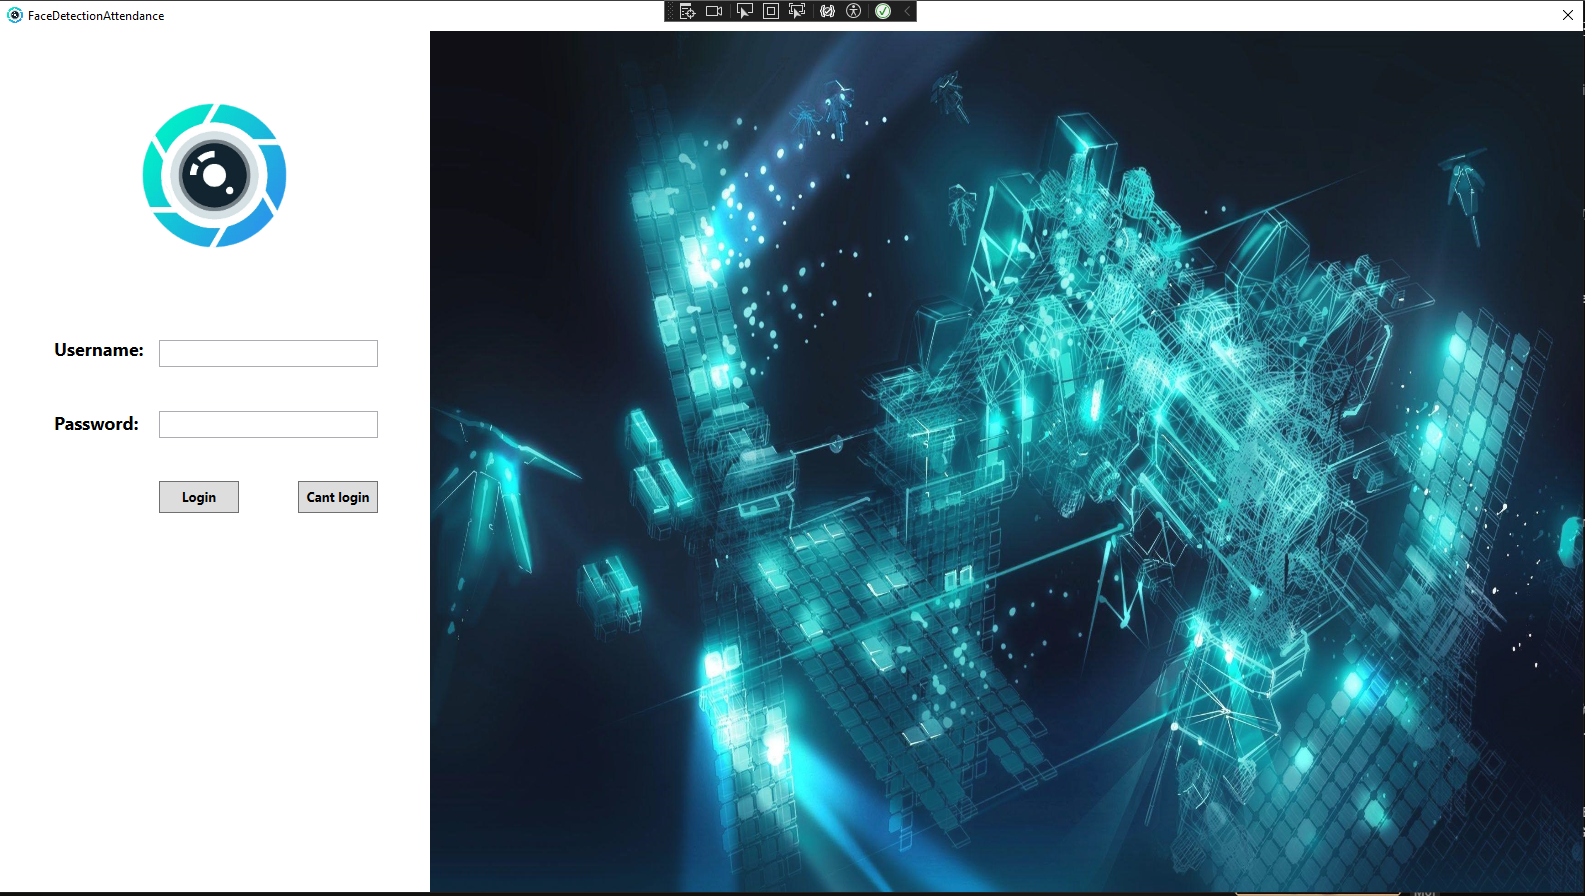 FaceDetectionAttendance
Username:
Password:
Login
Cant login